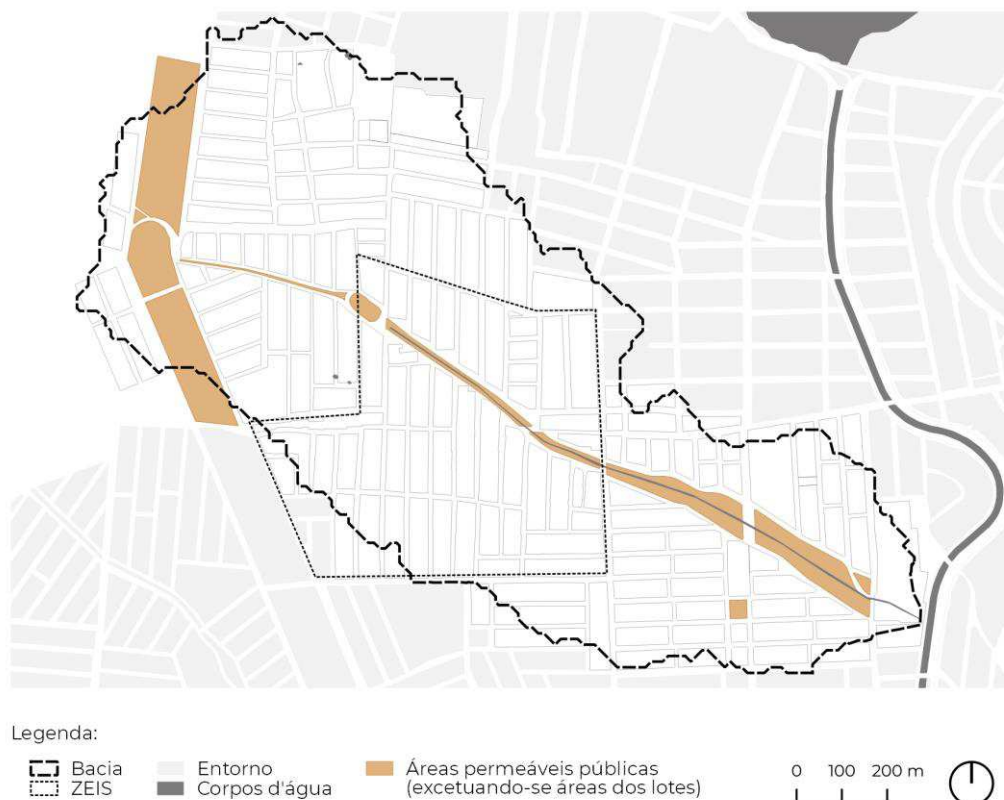 Legenda:
Bacia
ZEIS
Entorno
Corpos d'água
Áreas permeáveis públicas
(excetuando-se áreas dos lotes)
0 100 200 m